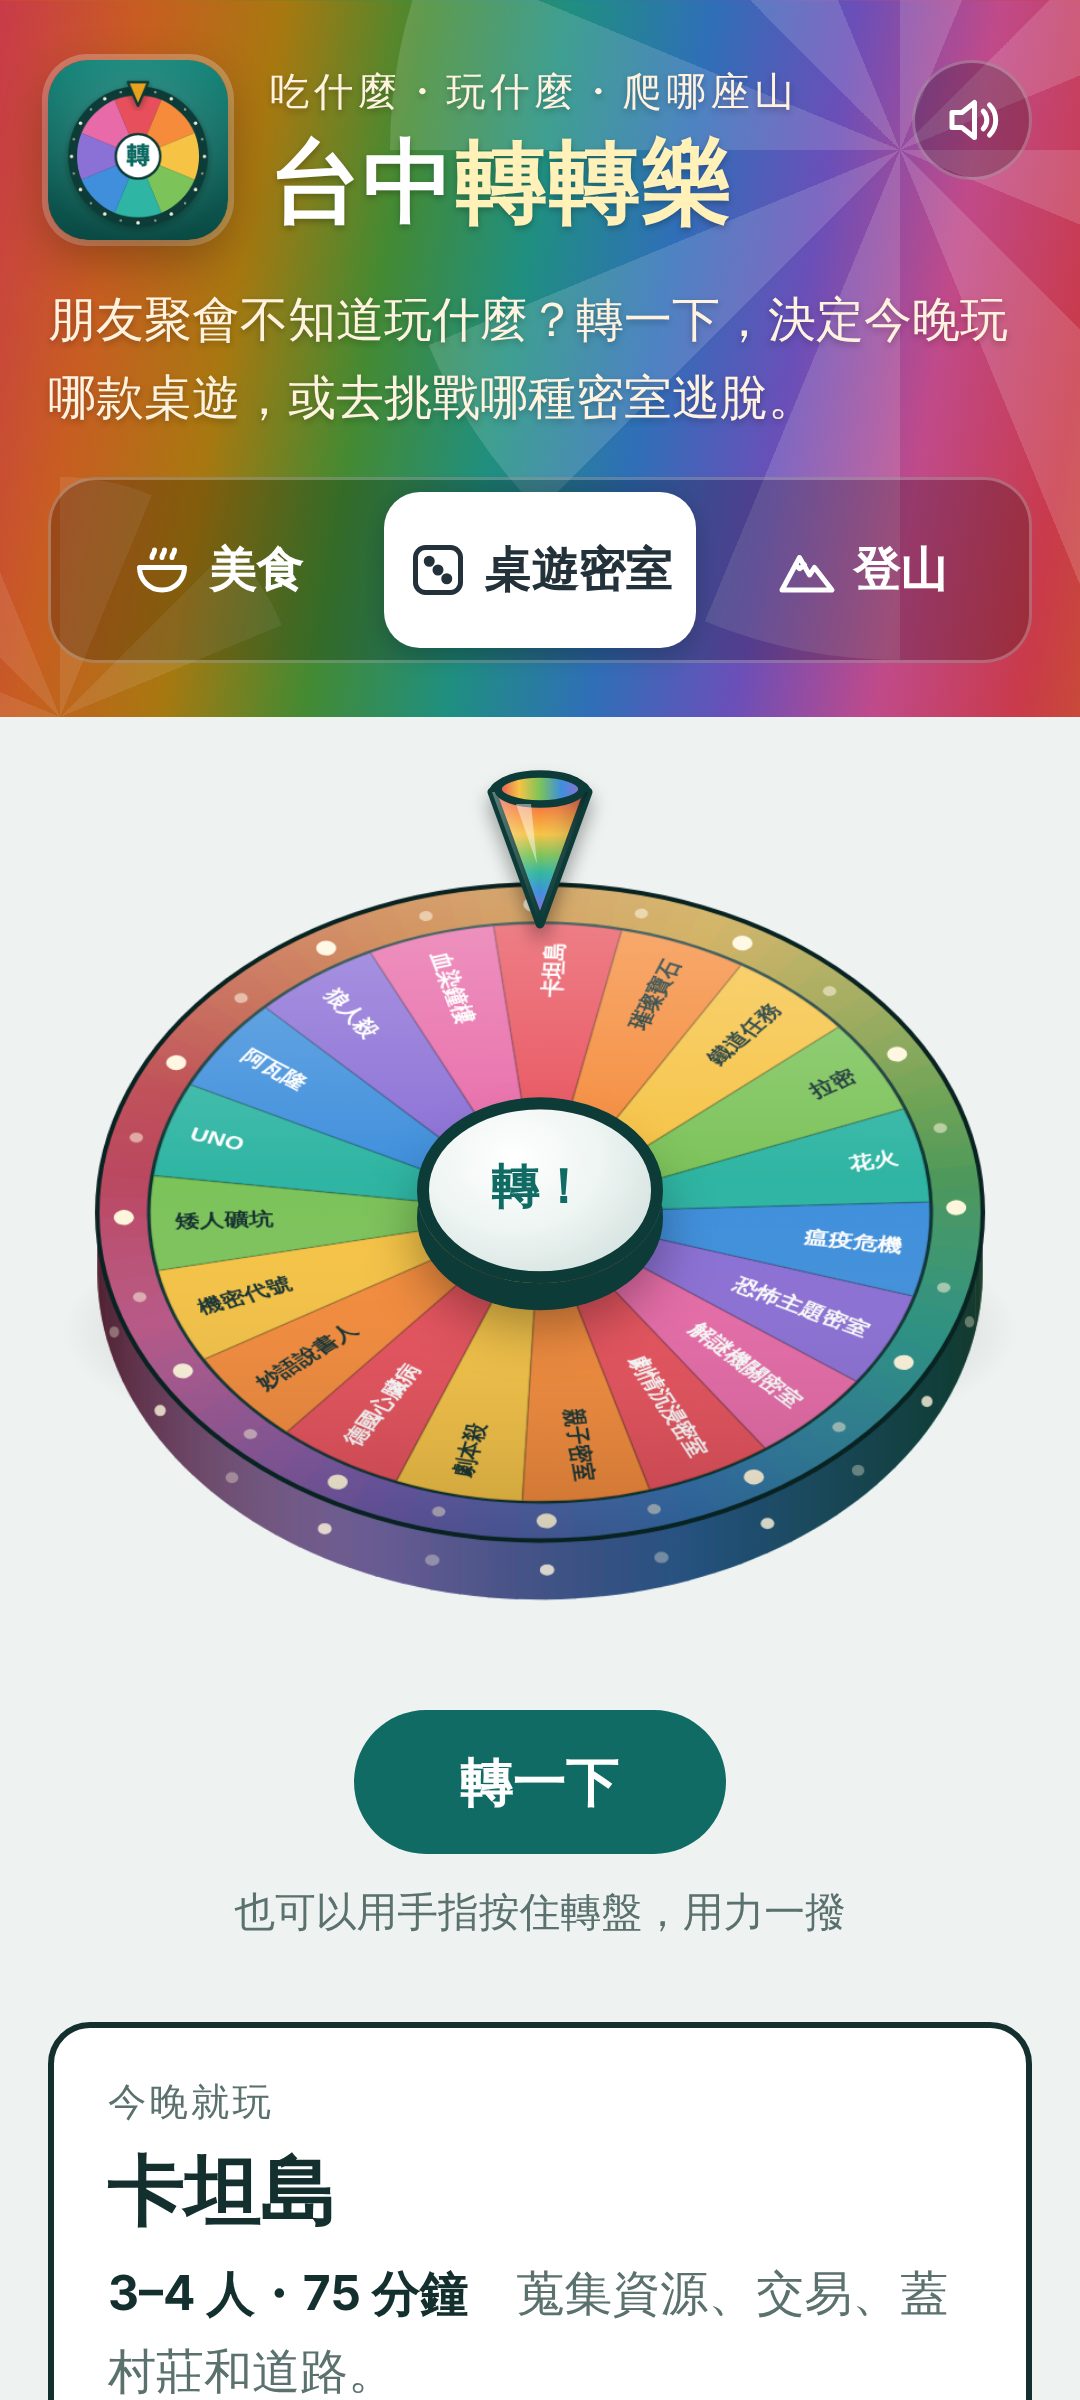 轉
吃什麼・玩什麼・爬哪座山
台中轉轉樂
朋友聚會不知道玩什麼？轉一下，決定今晚玩
哪款桌遊，或去挑戰哪種密室逃脫。
美食
桌遊密室
登山
卡坦島
璀璨寶石
鐵道任務
拉密
花火
瘟疫危機
恐怖主題密室
解謎機關密室
劇情沉浸密室
親子密室
劇本殺
德國心臟病
妙語說書人
機密代號
矮人礦坑
UNO
阿瓦隆
狼人殺
血染鐘樓
轉！
轉一下
也可以用手指按住轉盤，用力一撥
今晚就玩
卡坦島
3–4 人・75 分鐘　蒐集資源、交易、蓋
村莊和道路。